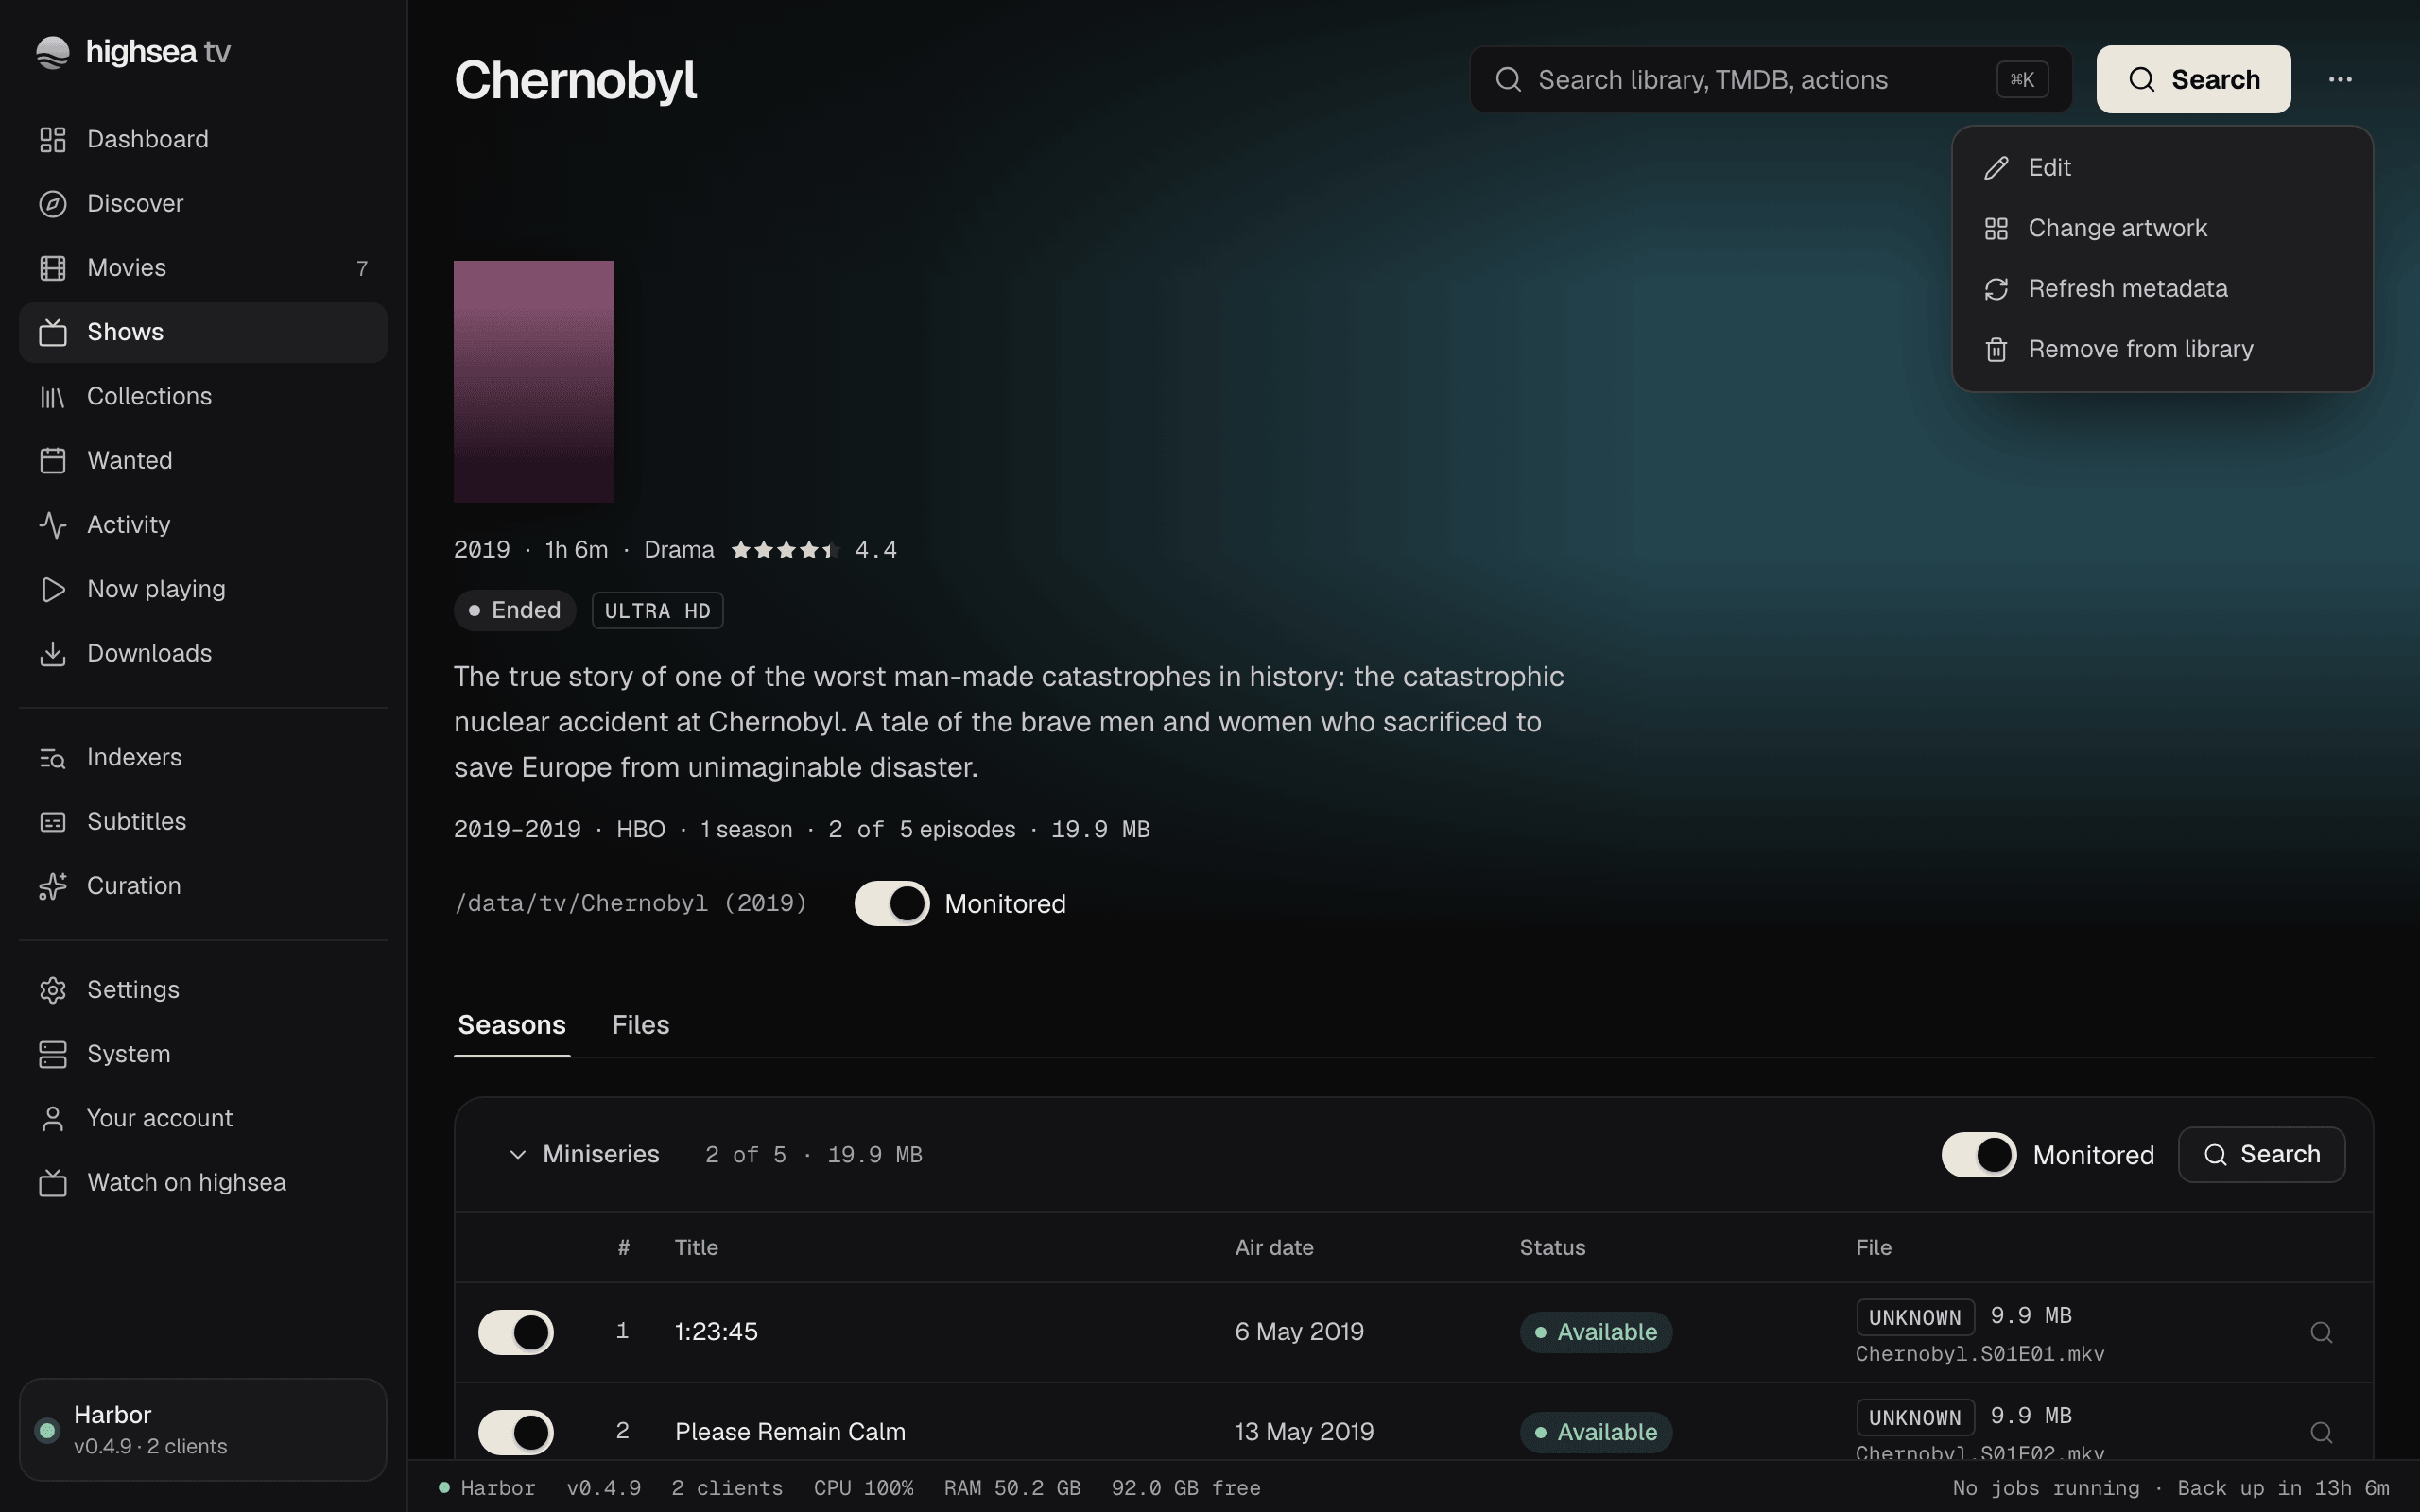 highsea tv
Dashboard
Discover
Movies 7
Shows
Collections
Wanted
Activity
Now playing
Downloads
Indexers
Subtitles
Curation
Settings
System
Your account
Watch on highsea
Harbor
v0.4.9 · 2 clients
Chernobyl
Search library, TMDB, actions ⌘K
Search
Edit
Change artwork
Refresh metadata
Remove from library
2019 · 1h 6m · Drama 4.4
Ended ULTRA HD
The true story of one of the worst man-made catastrophes in history: the catastrophic
nuclear accident at Chernobyl. A tale of the brave men and women who sacrificed to
save Europe from unimaginable disaster.
2019–2019 · HBO · 1 season · 2 of 5 episodes · 19.9 MB
/data/tv/Chernobyl (2019) Monitored
Seasons Files
Miniseries 2 of 5 · 19.9 MB Monitored Search
# Title Air date Status File
1 1:23:45 6 May 2019 Available UNKNOWN 9.9 MB
Chernobyl.S01E01.mkv
2 Please Remain Calm 13 May 2019 Available UNKNOWN 9.9 MB
Chernobyl.S01E02.mkv
Harbor v0.4.9 2 clients CPU 100% RAM 50.2 GB 92.0 GB free No jobs running · Back up in 13h 6m